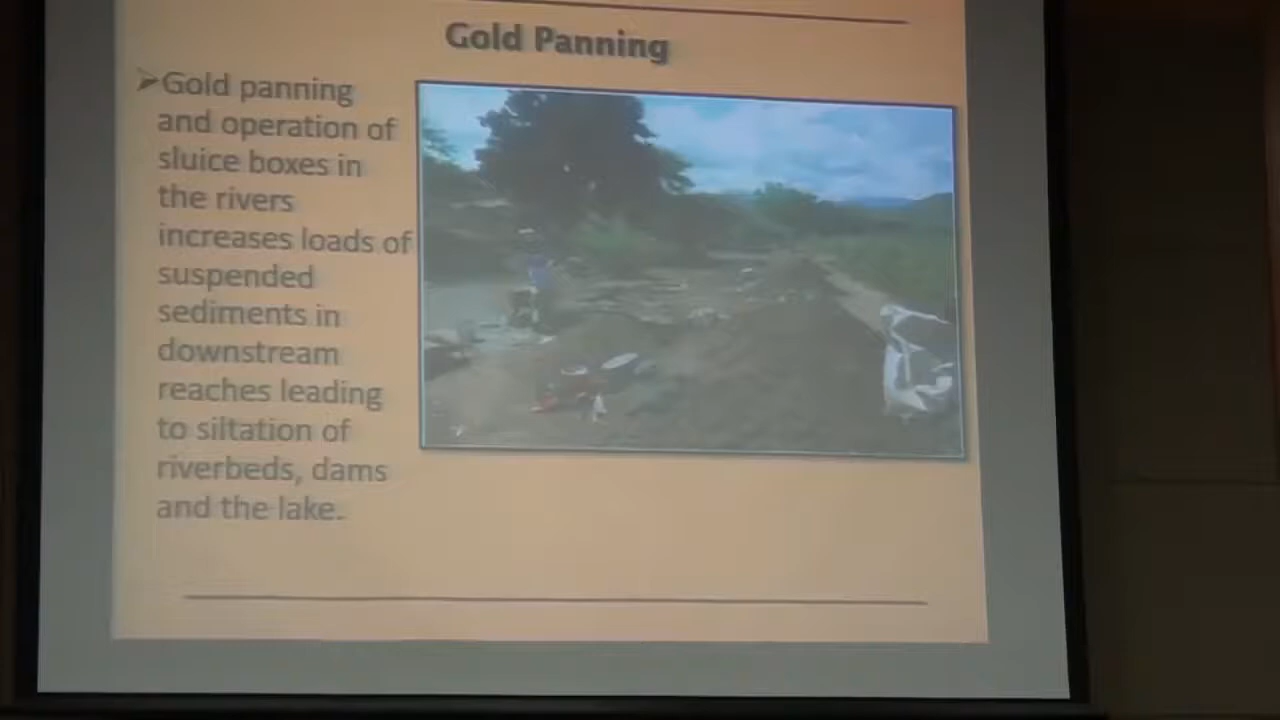 Gold Panning
➢Gold panning
and operation of
sluice boxes in
the rivers
increases loads of
suspended
sediments in
downstream
reaches leading
to siltation of
riverbeds, dams
and the lake.